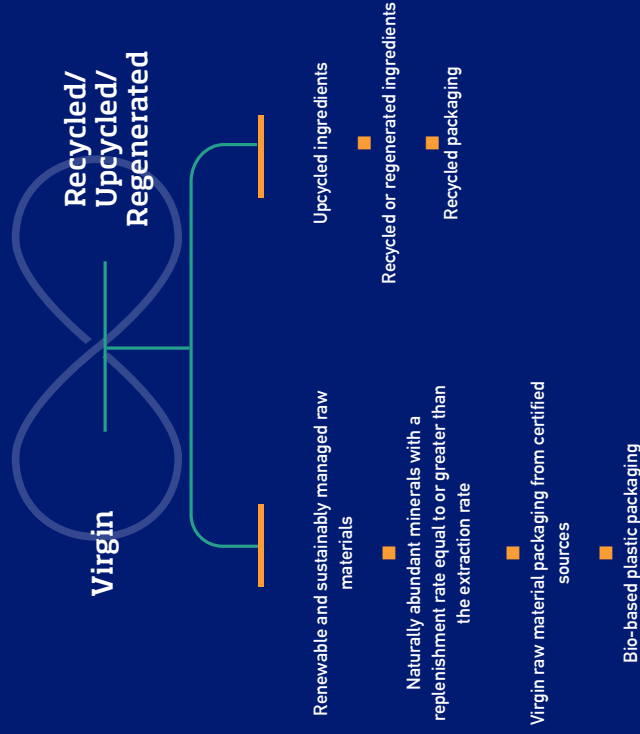 Virgin
Renewable and sustainably managed raw
materials
Naturally abundant minerals with a
replenishment rate equal to or greater than
the extraction rate
Virgin raw material packaging from certified
sources
Bio-based plastic packaging
Recycled/
Upcycled/
Regenerated
Upcycled ingredients
Recycled or regenerated ingredients
Recycled packaging